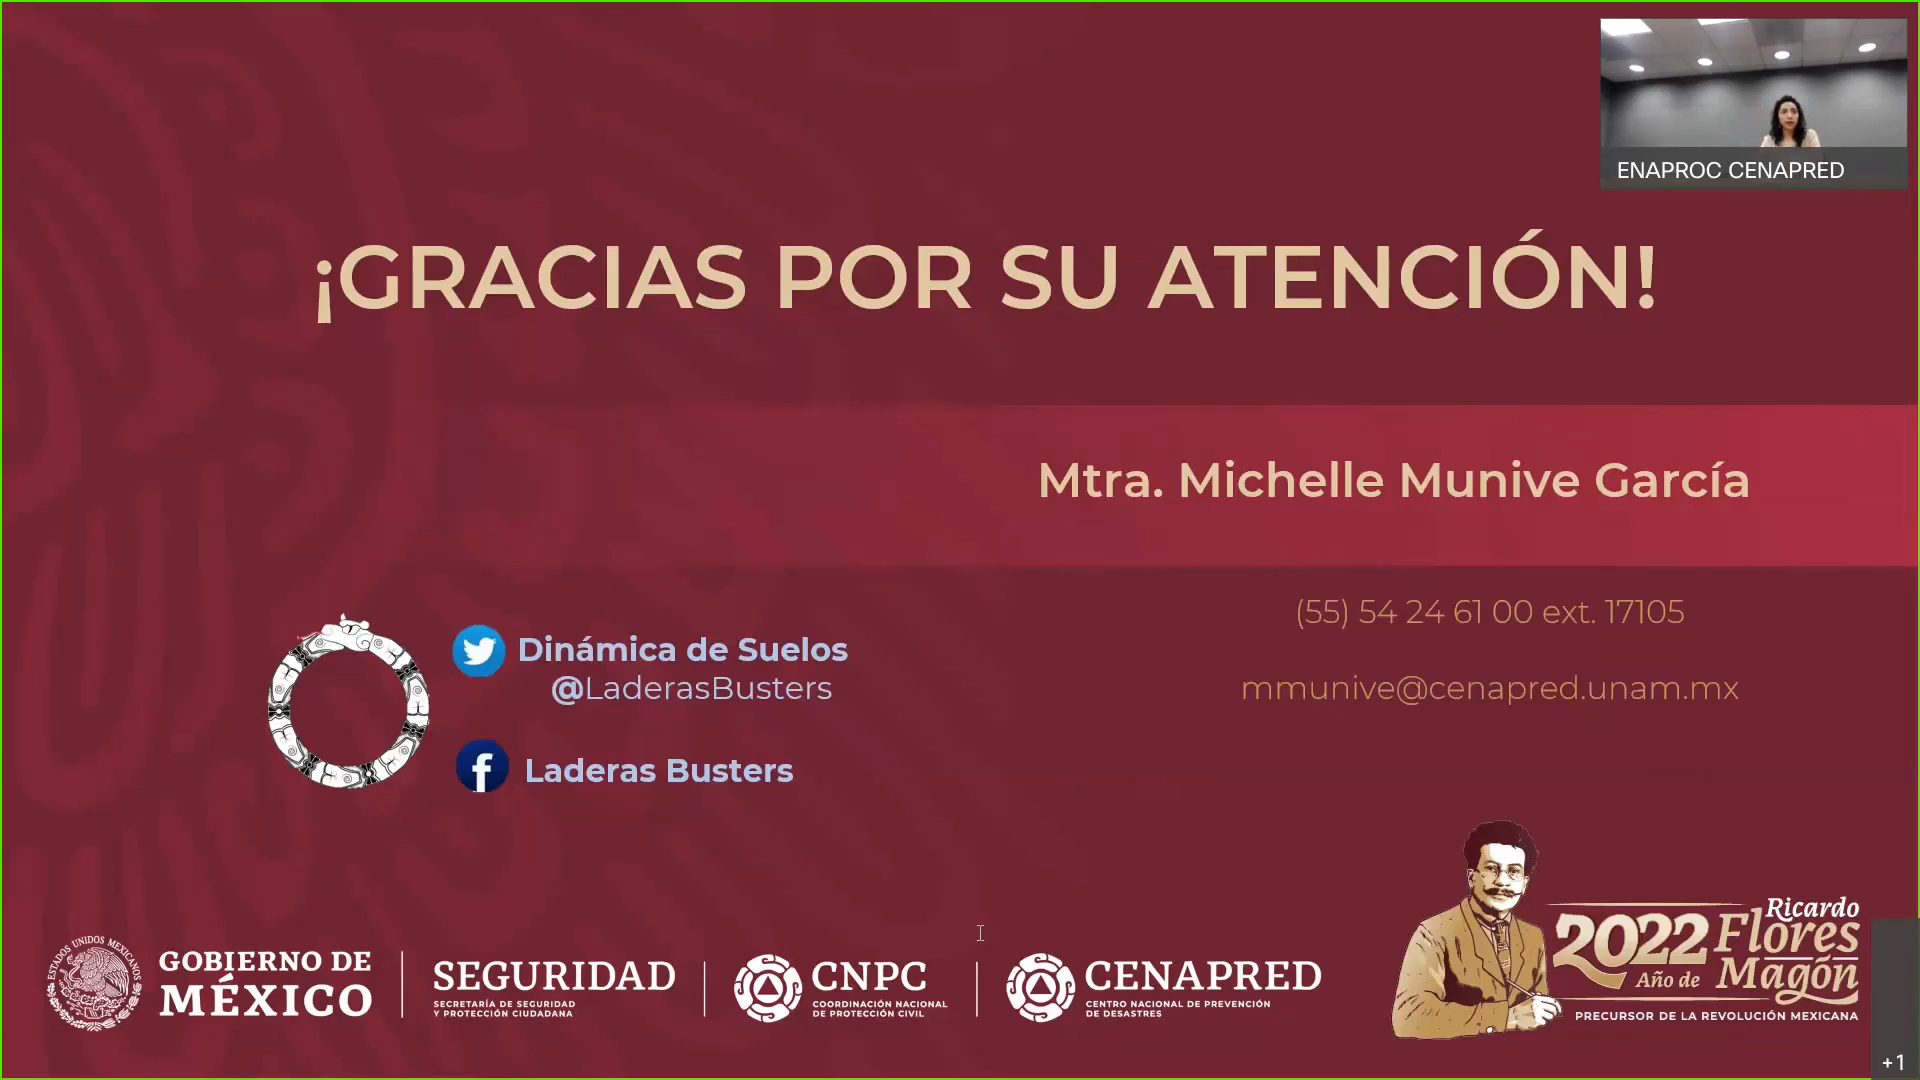 ENAPROC CENAPRED
¡GRACIAS POR SU ATENCIÓN!
Mtra. Michelle Munive García
(55) 54 24 61 00 ext. 17105
mmunive@cenapred.unam.mx
Dinámica de Suelos
@LaderasBusters
Laderas Busters
ESTADOS UNIDOS MEXICANOS
GOBIERNO DE
MÉXICO
SEGURIDAD
SECRETARÍA DE SEGURIDAD
Y PROTECCIÓN CIUDADANA
CNPC
COORDINACIÓN NACIONAL
DE PROTECCIÓN CIVIL
CENAPRED
CENTRO NACIONAL DE PREVENCIÓN
DE DESASTRES
2022
Año de
Ricardo
Flores
Magón
PRECURSOR DE LA REVOLUCIÓN MEXICANA
+1